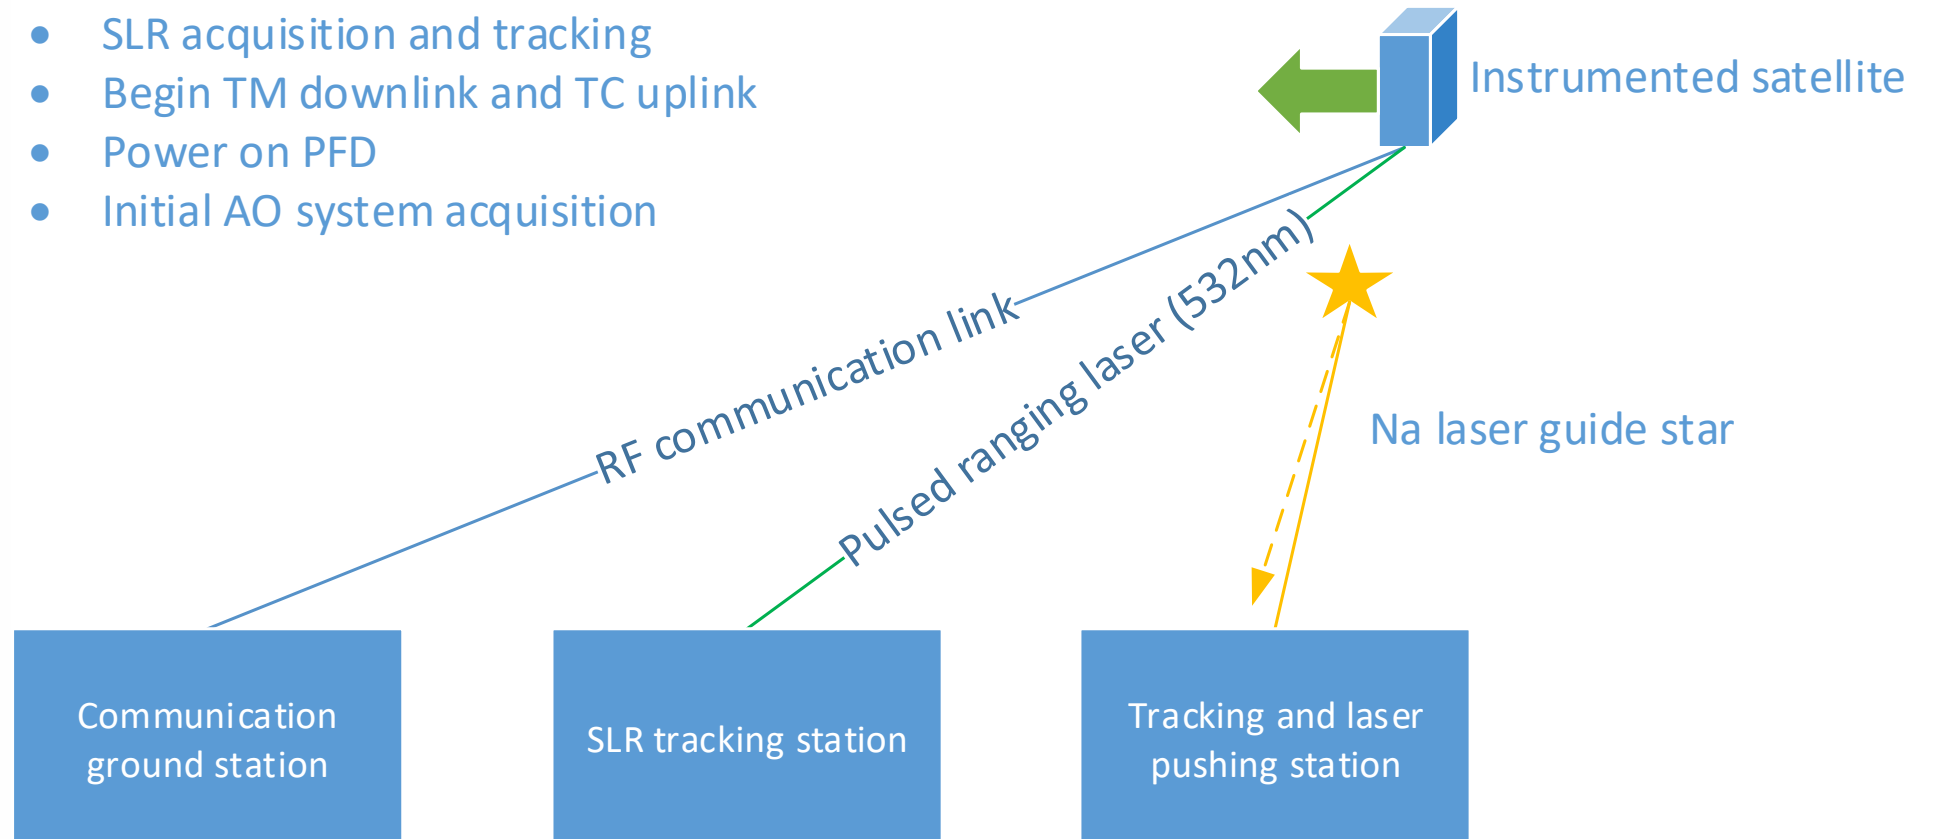 SLR acquisition and tracking
Begin TM downlink and TC uplink
Power on PFD
Initial AO system acquisition
Instrumented satellite
RF communication link
Pulsed ranging laser (532nm)
Na laser guide star
Communication
ground station
SLR tracking station
Tracking and laser
pushing station